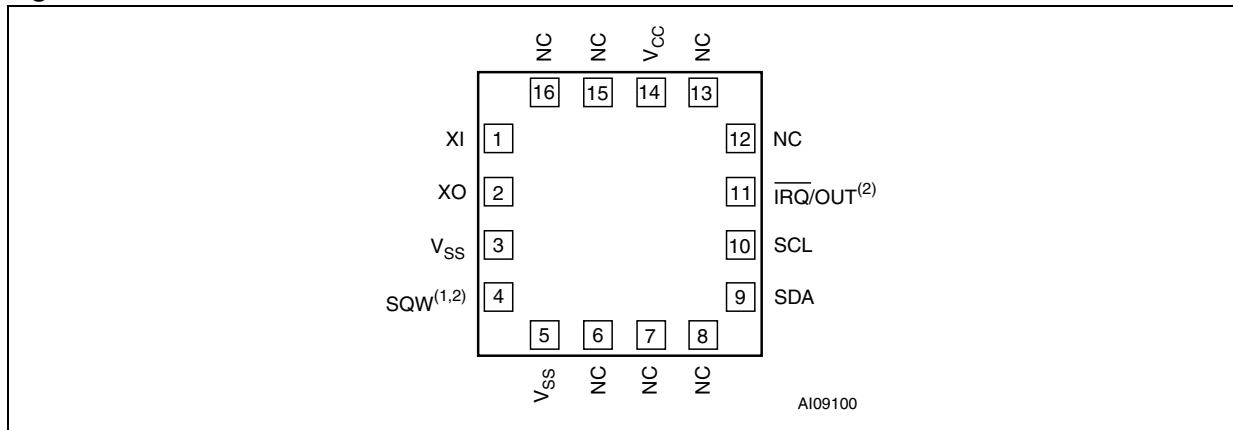 NC NC VCC NC
16 15 14 13
XI 1 12 NC
XO 2 11 IRQ/OUT(2)
VSS 3 10 SCL
SQW(1,2) 4 9 SDA
5 6 7 8
VSS NC NC NC
AI09100